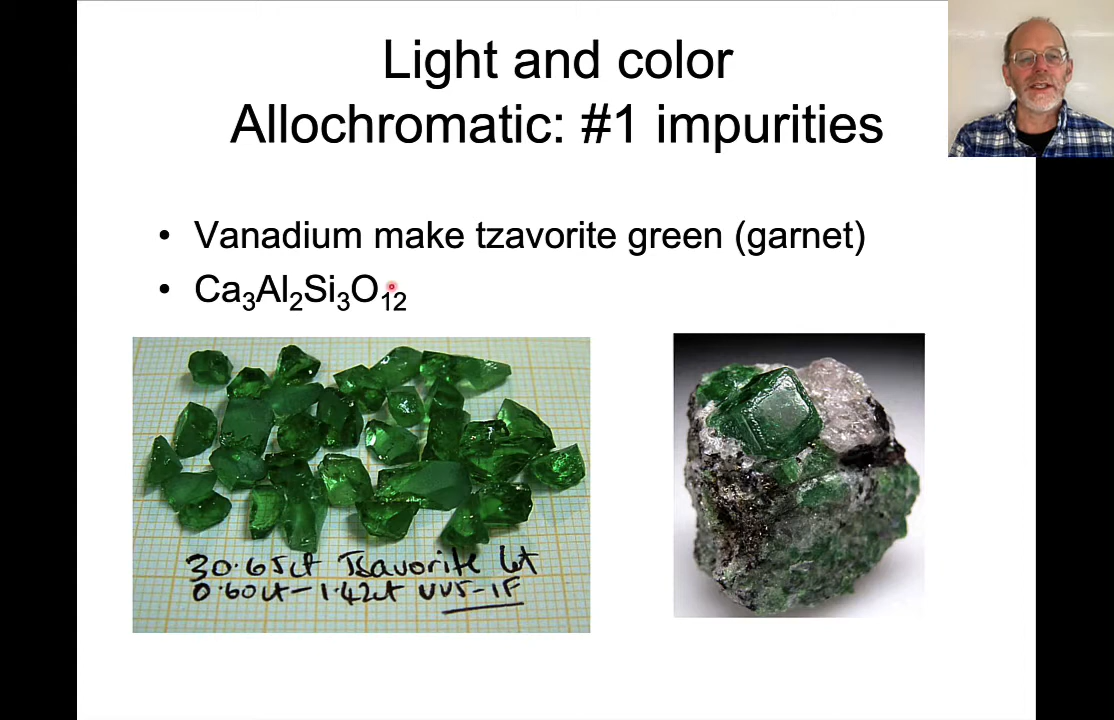 Light and color
Allochromatic: #1 impurities
• Vanadium make tzavorite green (garnet)
• Ca₃Al₂Si₃O₁₂
30.65ct Tsavorite lot
0.60ct - 1.42ct VVS-IF